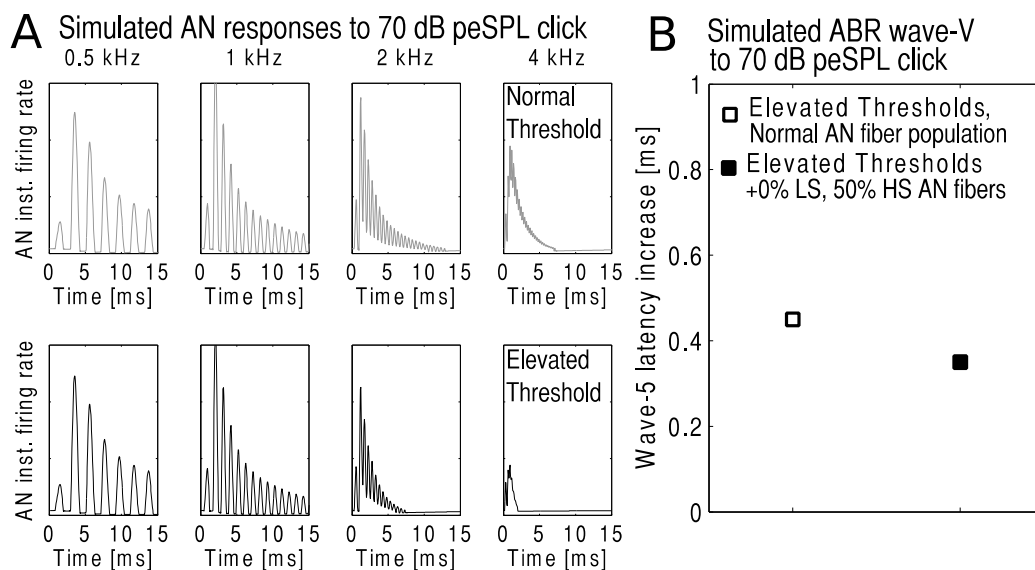 A Simulated AN responses to 70 dB peSPL click
0.5 kHz 1 kHz 2 kHz 4 kHz
AN inst. firing rate
Normal
Threshold
0 5 10 15 0 5 10 15 0 5 10 15 0 5 10 15
Time [ms] Time [ms] Time [ms] Time [ms]
AN inst. firing rate
Elevated
Threshold
0 5 10 15 0 5 10 15 0 5 10 15 0 5 10 15
Time [ms] Time [ms] Time [ms] Time [ms]
B Simulated ABR wave-V
to 70 dB peSPL click
Wave-5 latency increase [ms]
1
0.8
0.6
0.4
0.2
0
Elevated Thresholds,
Normal AN fiber population
Elevated Thresholds
+0% LS, 50% HS AN fibers